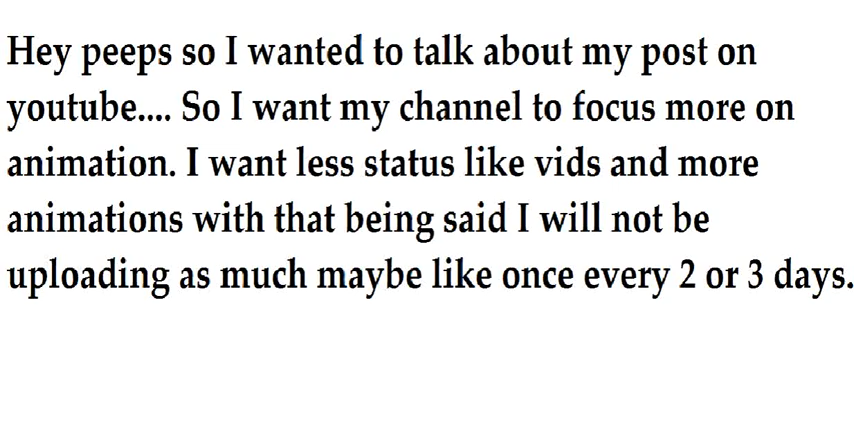 Hey peeps so I wanted to talk about my post on
youtube.... So I want my channel to focus more on
animation. I want less status like vids and more
animations with that being said I will not be
uploading as much maybe like once every 2 or 3 days.